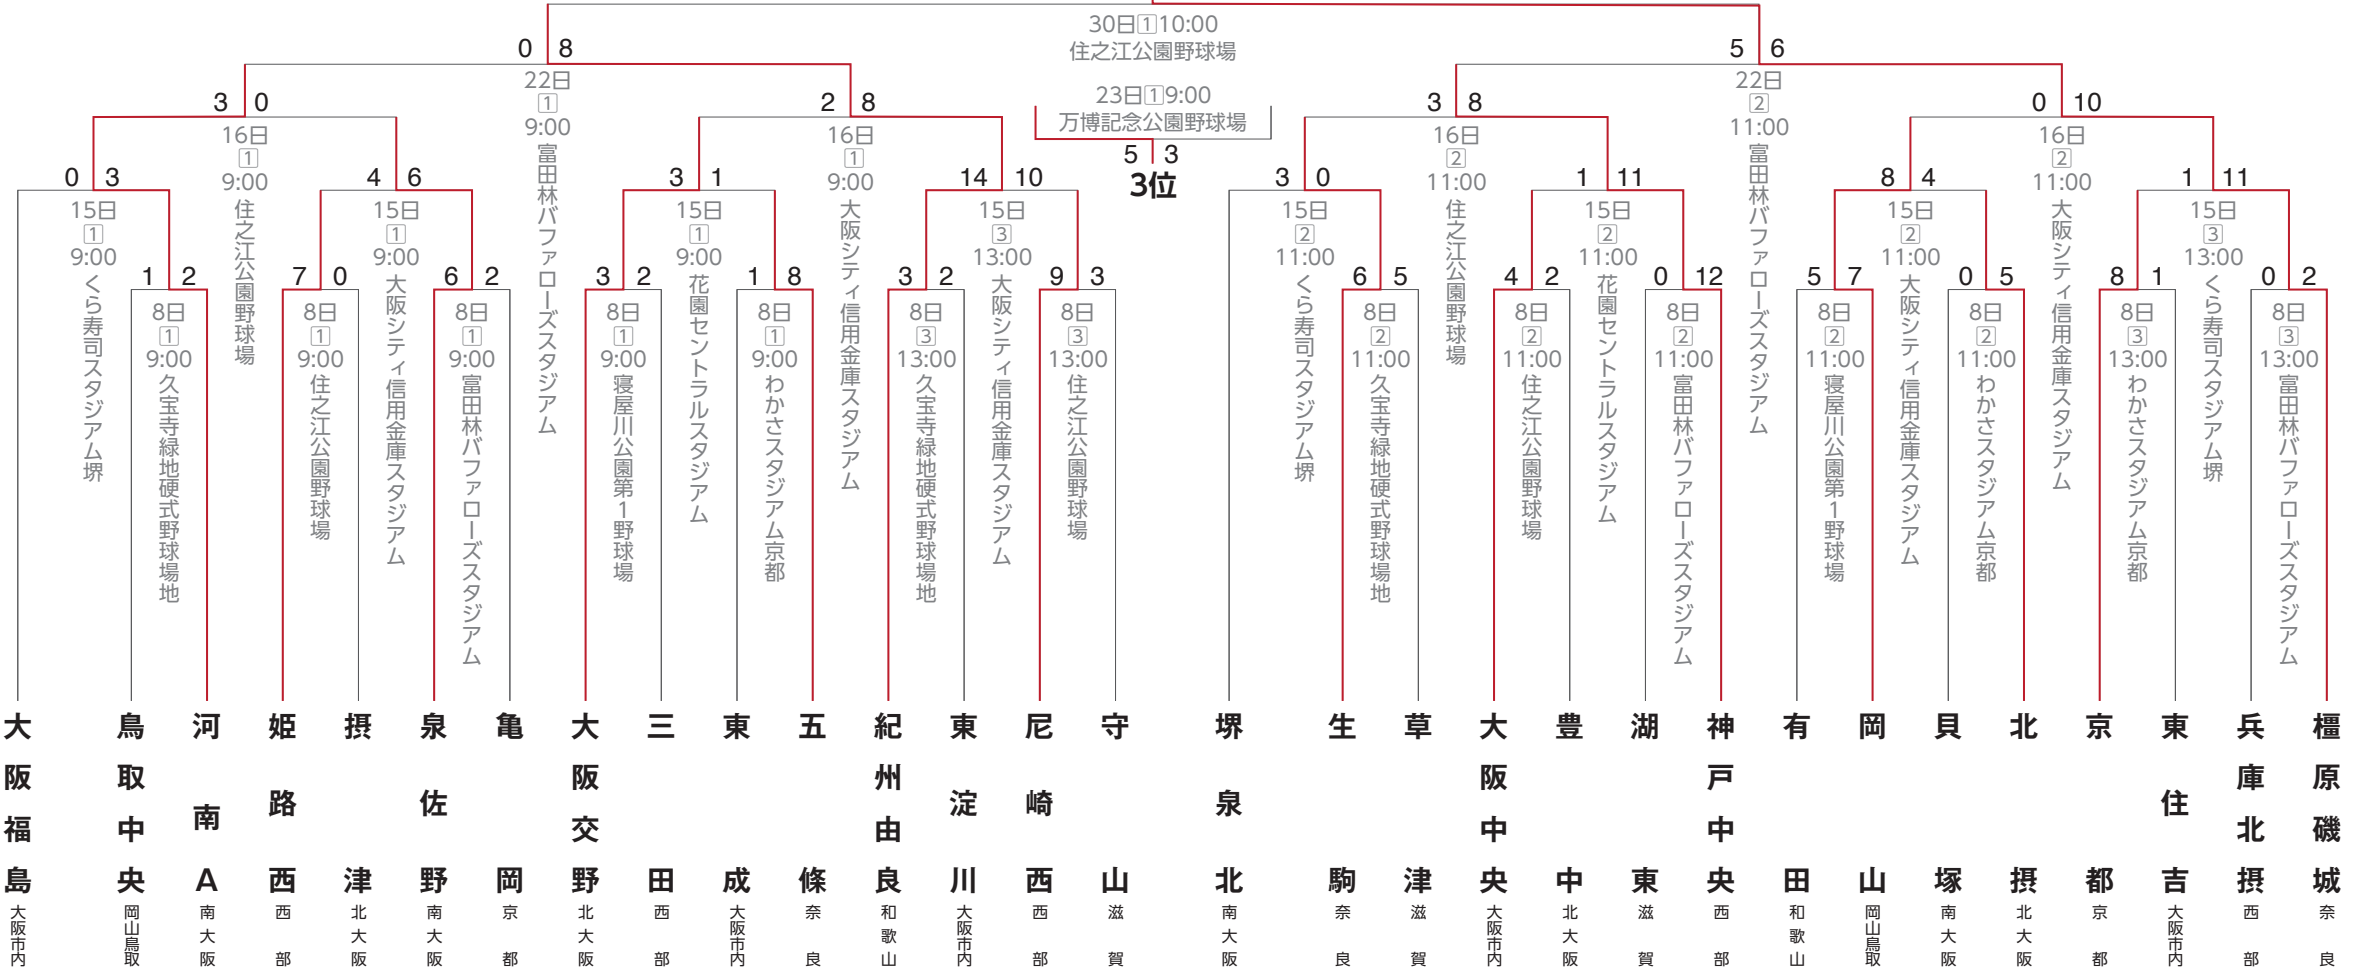 30日 1 10:00
住之江公園野球場
0 8
5 6
22日
1
9:00
富田林バファローズスタジアム
23日 1 9:00
万博記念公園野球場
5 3
3位
22日
2
11:00
富田林バファローズスタジアム
3 0
2 8
3 8
0 10
16日
1
9:00
住之江公園野球場
16日
1
9:00
大阪シティ信用金庫スタジアム
16日
2
11:00
住之江公園野球場
16日
2
11:00
大阪シティ信用金庫スタジアム
0 3
4 6
3 1
14 10
3 0
1 11
8 4
1 11
15日
1
9:00
くら寿司スタジアム堺
15日
1
9:00
大阪シティ信用金庫スタジアム
15日
1
9:00
花園セントラルスタジアム
15日
3
13:00
大阪シティ信用金庫スタジアム
15日
2
11:00
くら寿司スタジアム堺
15日
2
11:00
花園セントラルスタジアム
15日
2
11:00
大阪シティ信用金庫スタジアム
15日
3
13:00
くら寿司スタジアム堺
1 2
7 0
6 2
3 2
1 8
3 2
9 3
6 5
4 2
0 12
5 7
0 5
8 1
0 2
8日
1
9:00
久宝寺緑地硬式野球場地
8日
1
9:00
住之江公園野球場
8日
1
9:00
富田林バファローズスタジアム
8日
1
9:00
寝屋川公園第1野球場
8日
1
9:00
わかさスタジアム京都
8日
3
13:00
久宝寺緑地硬式野球場地
8日
3
13:00
住之江公園野球場
8日
2
11:00
久宝寺緑地硬式野球場地
8日
2
11:00
住之江公園野球場
8日
2
11:00
富田林バファローズスタジアム
8日
2
11:00
寝屋川公園第1野球場
8日
2
11:00
わかさスタジアム京都
8日
3
13:00
わかさスタジアム京都
8日
3
13:00
富田林バファローズスタジアム
大阪福島
大阪市内
鳥取中央
岡山鳥取
河南A
南大阪
姫路西
西部
摂津
北大阪
泉佐野
南大阪
亀岡
京都
大阪交野
北大阪
三田
西部
東成
大阪市内
五條
奈良
紀州由良
和歌山
東淀川
大阪市内
尼崎西
西部
守山
滋賀
堺泉北
南大阪
生駒
奈良
草津
滋賀
大阪中央
大阪市内
豊中
北大阪
湖東
滋賀
神戸中央
西部
有田
和歌山
岡山
岡山鳥取
貝塚
南大阪
北摂
北大阪
京都
京都
東住吉
大阪市内
兵庫北摂
西部
橿原磯城
奈良